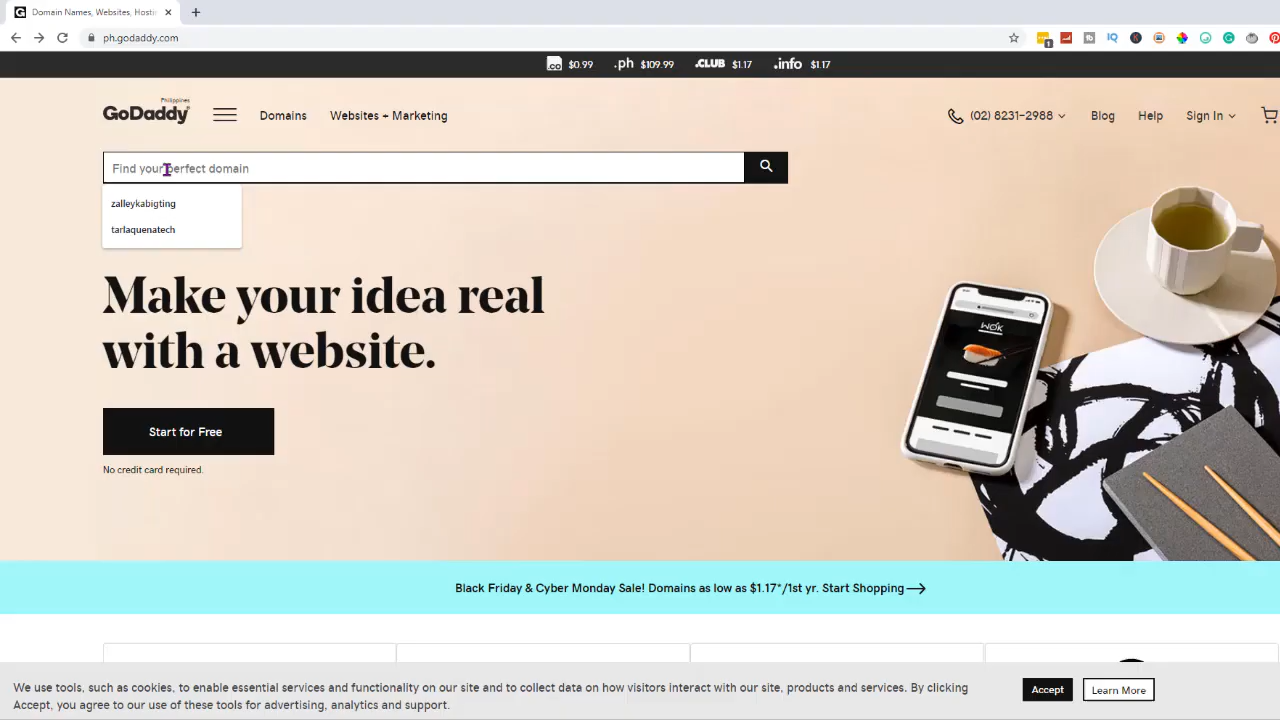 Domain Names, Websites, Hosti
ph.godaddy.com
$0.99 .ph $109.99 .CLUB $1.17 .info $1.17
Philippines
GoDaddy
Domains Websites + Marketing (02) 8231-2988 Blog Help Sign In
Find your perfect domain
zalleykabigting
tarlaquenatech
Make your idea real
with a website.
Start for Free
No credit card required.
WOK
Black Friday & Cyber Monday Sale! Domains as low as $1.17*/1st yr. Start Shopping
We use tools, such as cookies, to enable essential services and functionality on our site and to collect data on how visitors interact with our site, products and services. By clicking
Accept, you agree to our use of these tools for advertising, analytics and support.
Accept Learn More